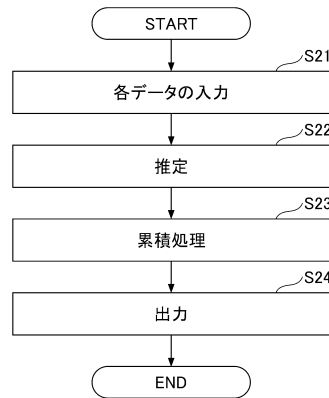 START
S21
各データの入力
S22
推定
S23
累積処理
S24
出力
END